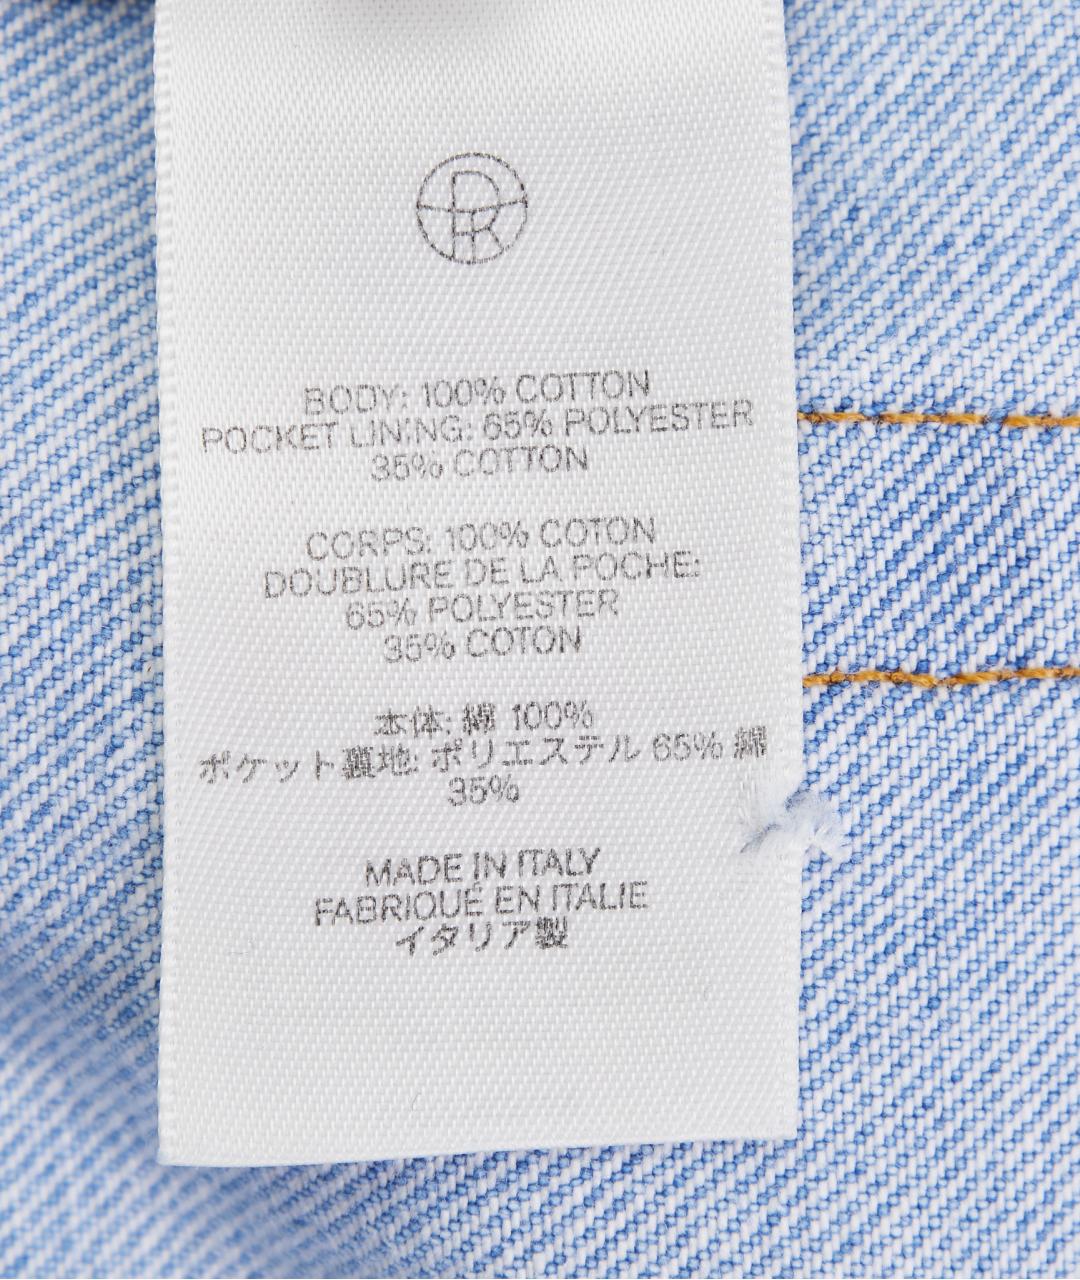 BODY: 100% COTTON
POCKET LINING: 65% POLYESTER
35% COTTON
CORPS: 100% COTON
DOUBLURE DE LA POCHE:
65% POLYESTER
35% COTON
本体: 綿 100%
ポケット裏地: ポリエステル 65% 綿
35%
MADE IN ITALY
FABRIQUÉ EN ITALIE
イタリア製